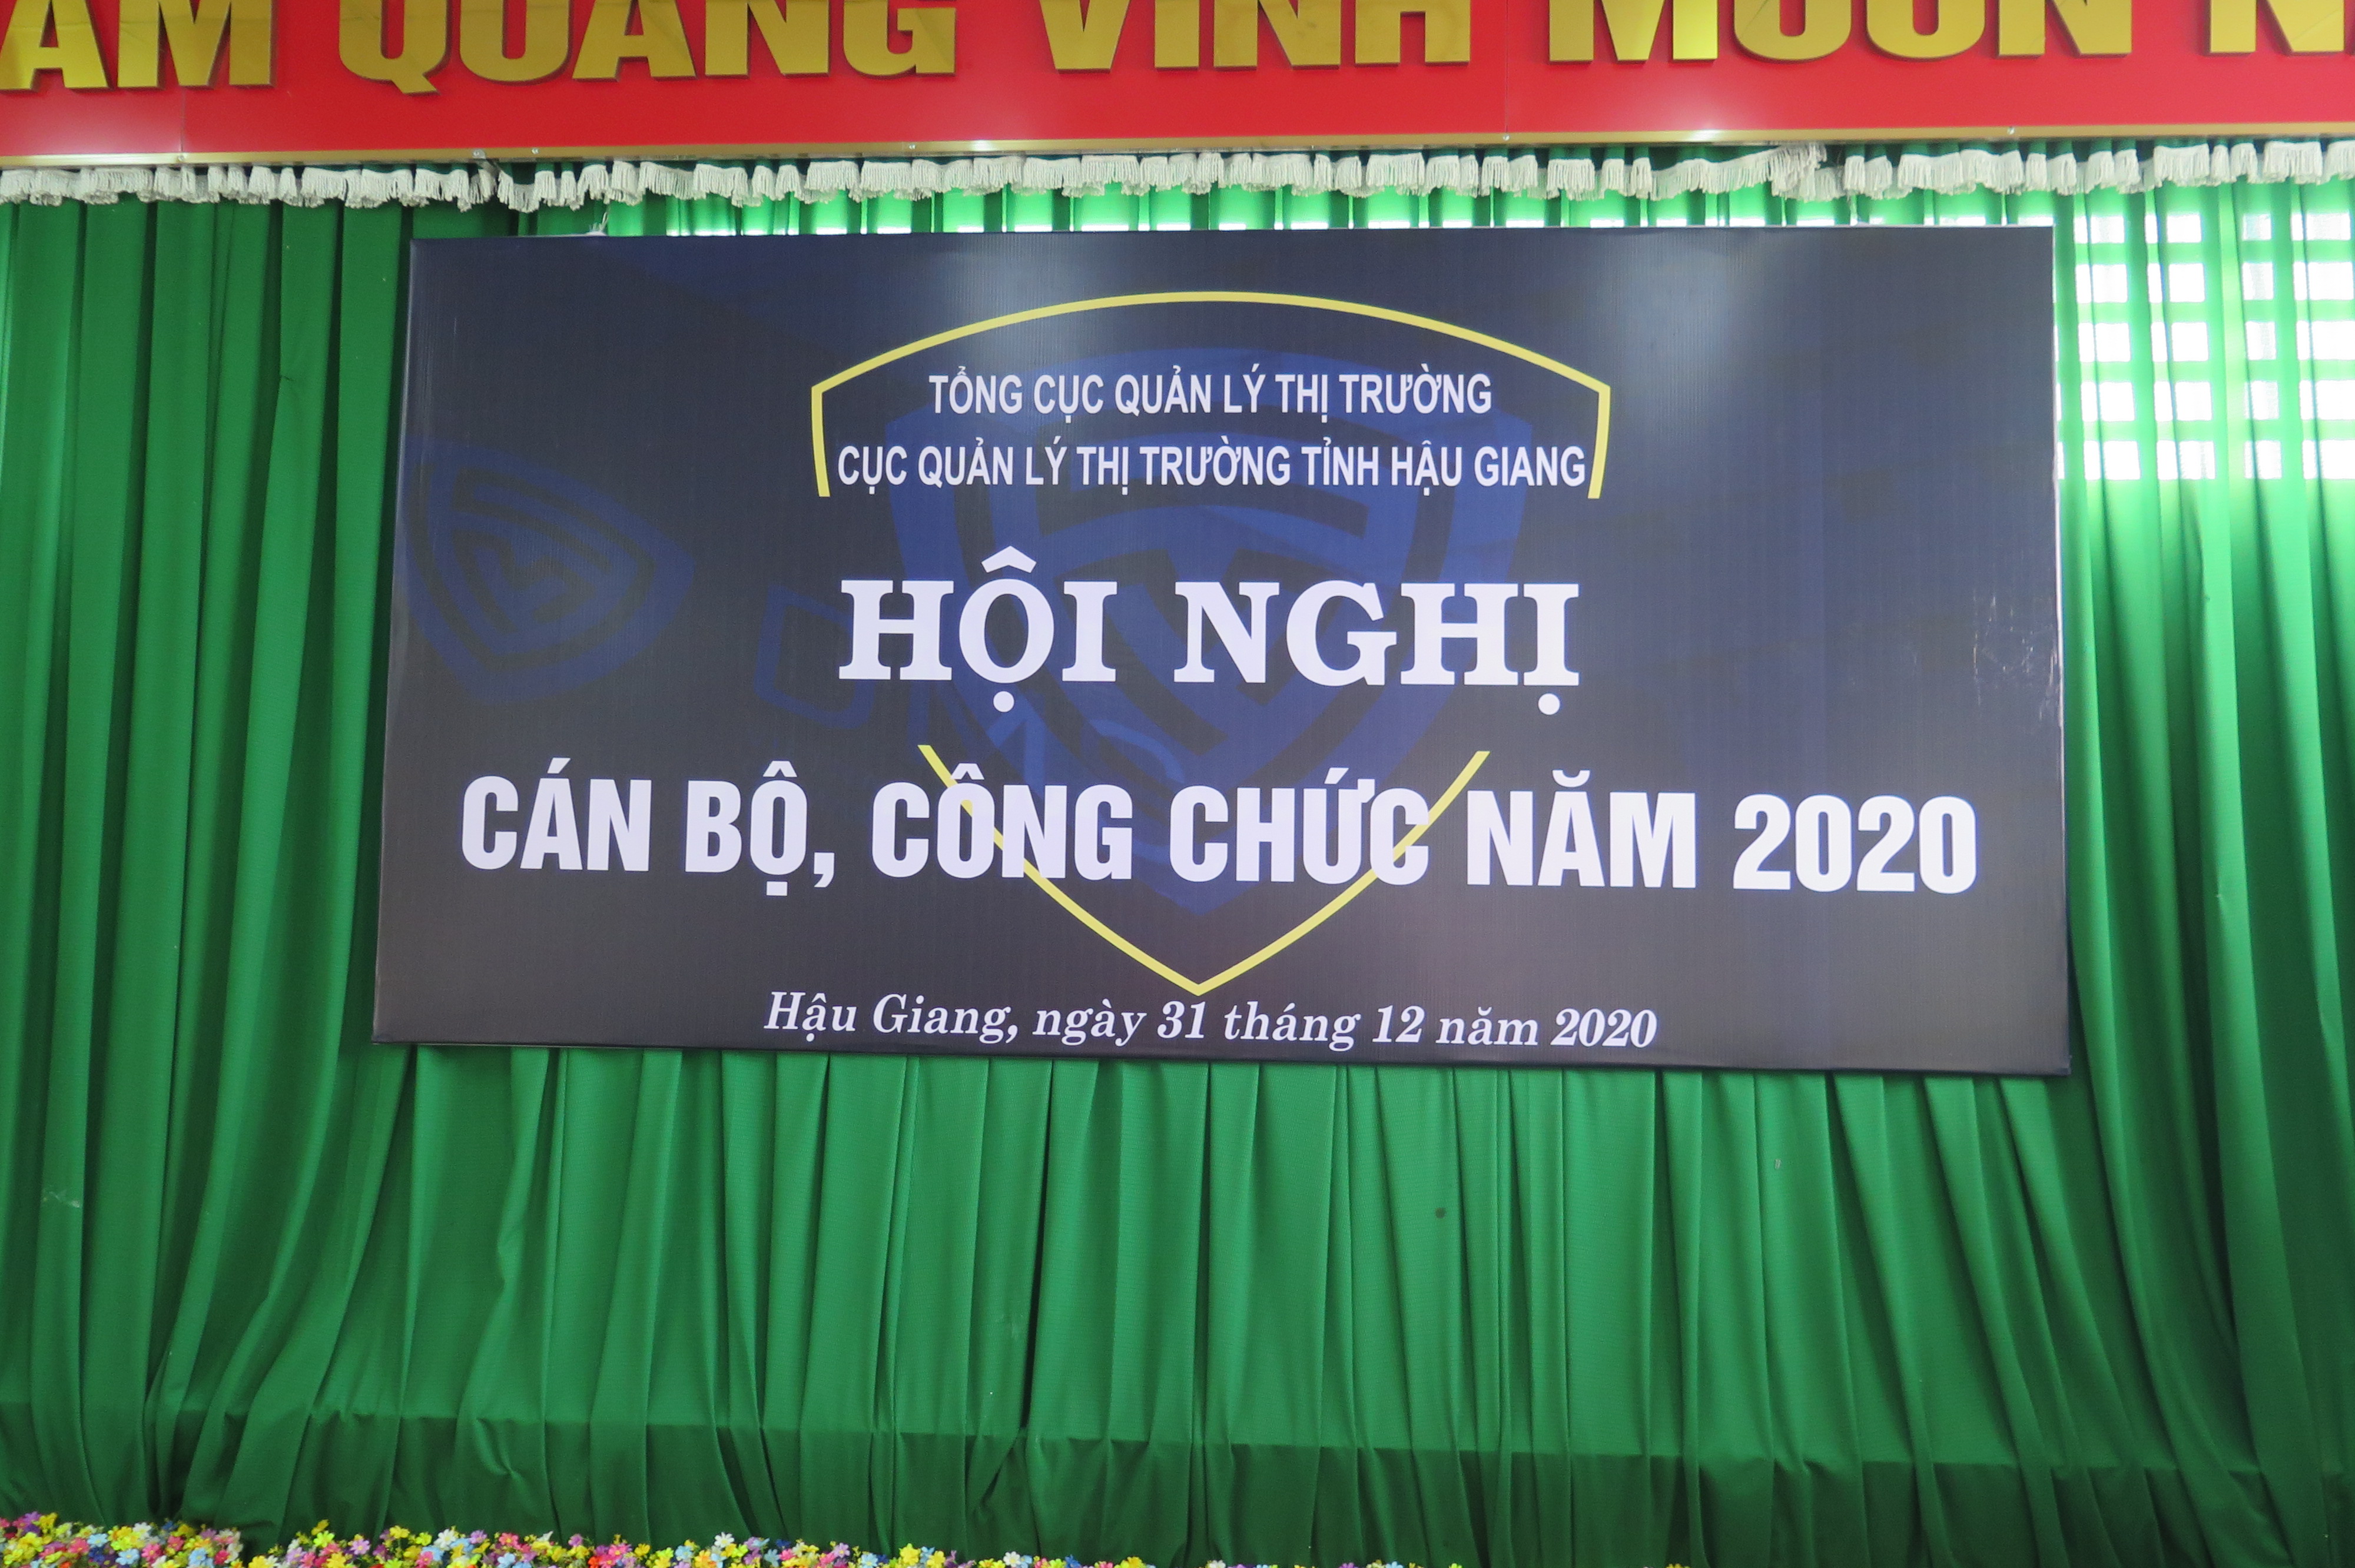 QUANG VINH MUÔN
TỔNG CỤC QUẢN LÝ THỊ TRƯỜNG
CỤC QUẢN LÝ THỊ TRƯỜNG TỈNH HẬU GIANG
HỘI NGHỊ
CÁN BỘ, CÔNG CHỨC NĂM 2020
Hậu Giang, ngày 31 tháng 12 năm 2020